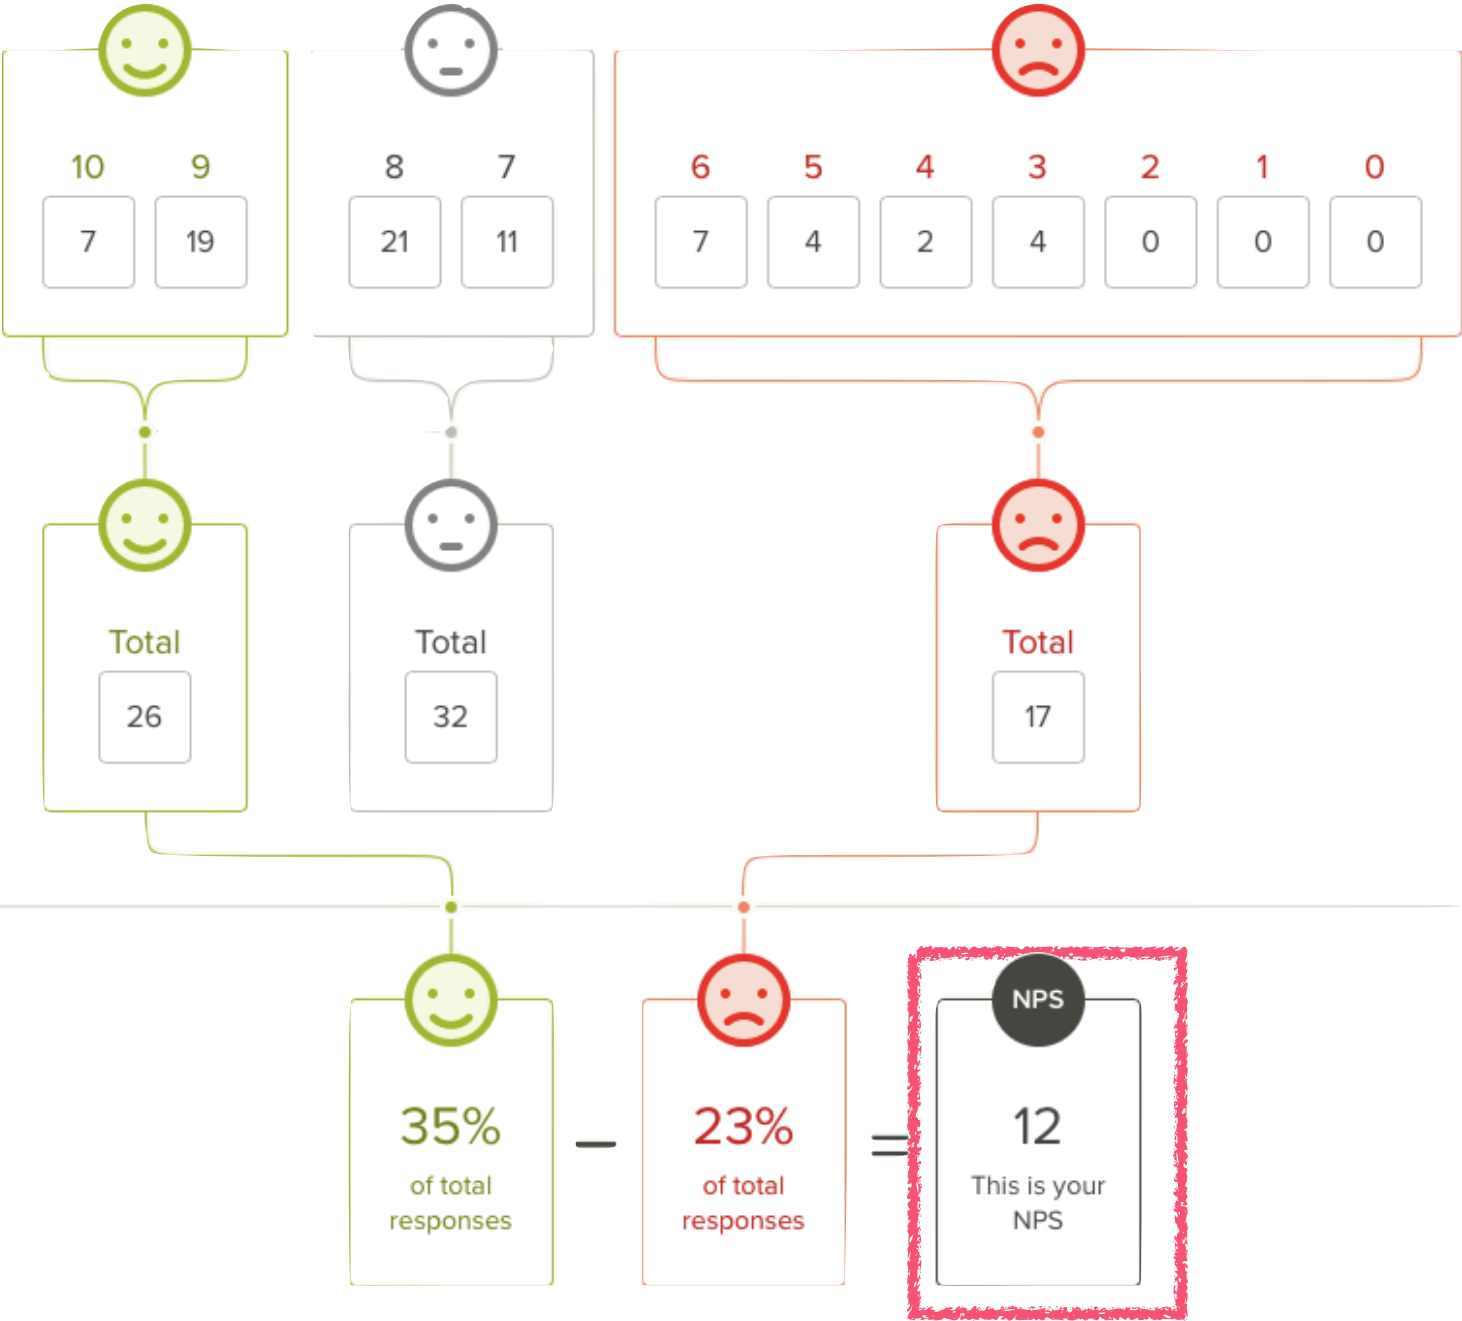 10 9 8 7 6 5 4 3 2 1 0
7 19 21 11 7 4 2 4 0 0 0
Total Total Total
26 32 17
NPS
35% – 23% = 12
of total of total This is your
responses responses NPS